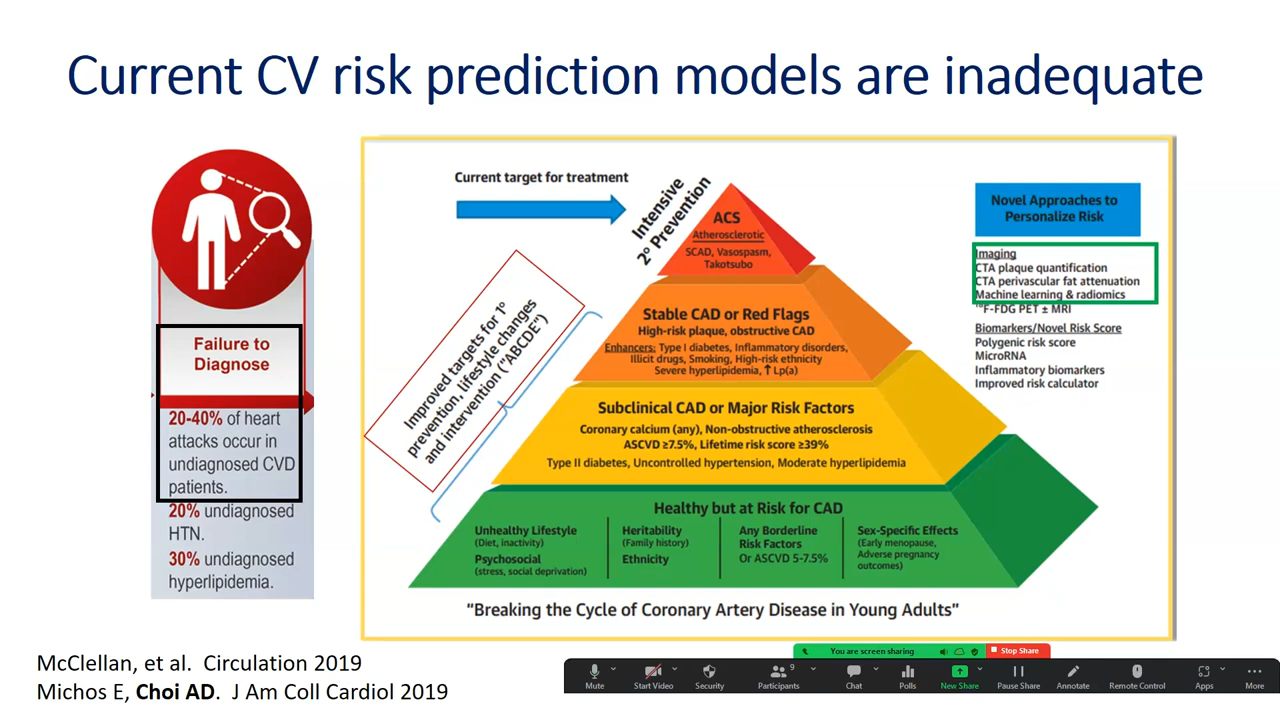 Current CV risk prediction models are inadequate
Failure to
Diagnose
20-40% of heart
attacks occur in
undiagnosed CVD
patients.
20% undiagnosed
HTN.
30% undiagnosed
hyperlipidemia.
Current target for treatment
Intensive
2° Prevention
Improved targets for 1°
prevention, lifestyle changes
and intervention ("ABCDE")
ACS
Atherosclerotic
SCAD, Vasospasm,
Takotsubo
Stable CAD or Red Flags
High-risk plaque, obstructive CAD
Enhancers: Type I diabetes, Inflammatory disorders,
Illicit drugs, Smoking, High-risk ethnicity
Severe hyperlipidemia, ↑ Lp(a)
Subclinical CAD or Major Risk Factors
Coronary calcium (any), Non-obstructive atherosclerosis
ASCVD ≥7.5%, Lifetime risk score ≥39%
Type II diabetes, Uncontrolled hypertension, Moderate hyperlipidemia
Healthy but at Risk for CAD
Unhealthy Lifestyle
(Diet, inactivity)
Psychosocial
(stress, social deprivation)
Heritability
(Family history)
Ethnicity
Any Borderline
Risk Factors
Or ASCVD 5-7.5%
Sex-Specific Effects
(Early menopause,
Adverse pregnancy
outcomes)
"Breaking the Cycle of Coronary Artery Disease in Young Adults"
Novel Approaches to
Personalize Risk
Imaging
CTA plaque quantification
CTA perivascular fat attenuation
Machine learning & radiomics
¹⁸F-FDG PET ± MRI
Biomarkers/Novel Risk Score
Polygenic risk score
MicroRNA
Inflammatory biomarkers
Improved risk calculator
McClellan, et al. Circulation 2019
Michos E, Choi AD. J Am Coll Cardiol 2019
You are screen sharing
Stop Share
Mute
Start Video
Security
Participants
9
Chat
Polls
New Share
Pause Share
Annotate
Remote Control
Apps
More